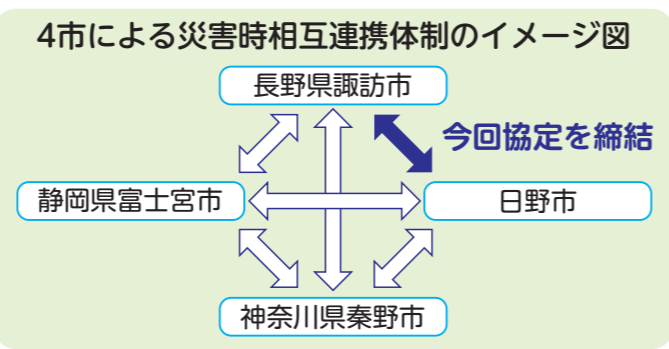 4市による災害時相互連携体制のイメージ図
長野県諏訪市
今回協定を締結
静岡県富士宮市
日野市
神奈川県秦野市